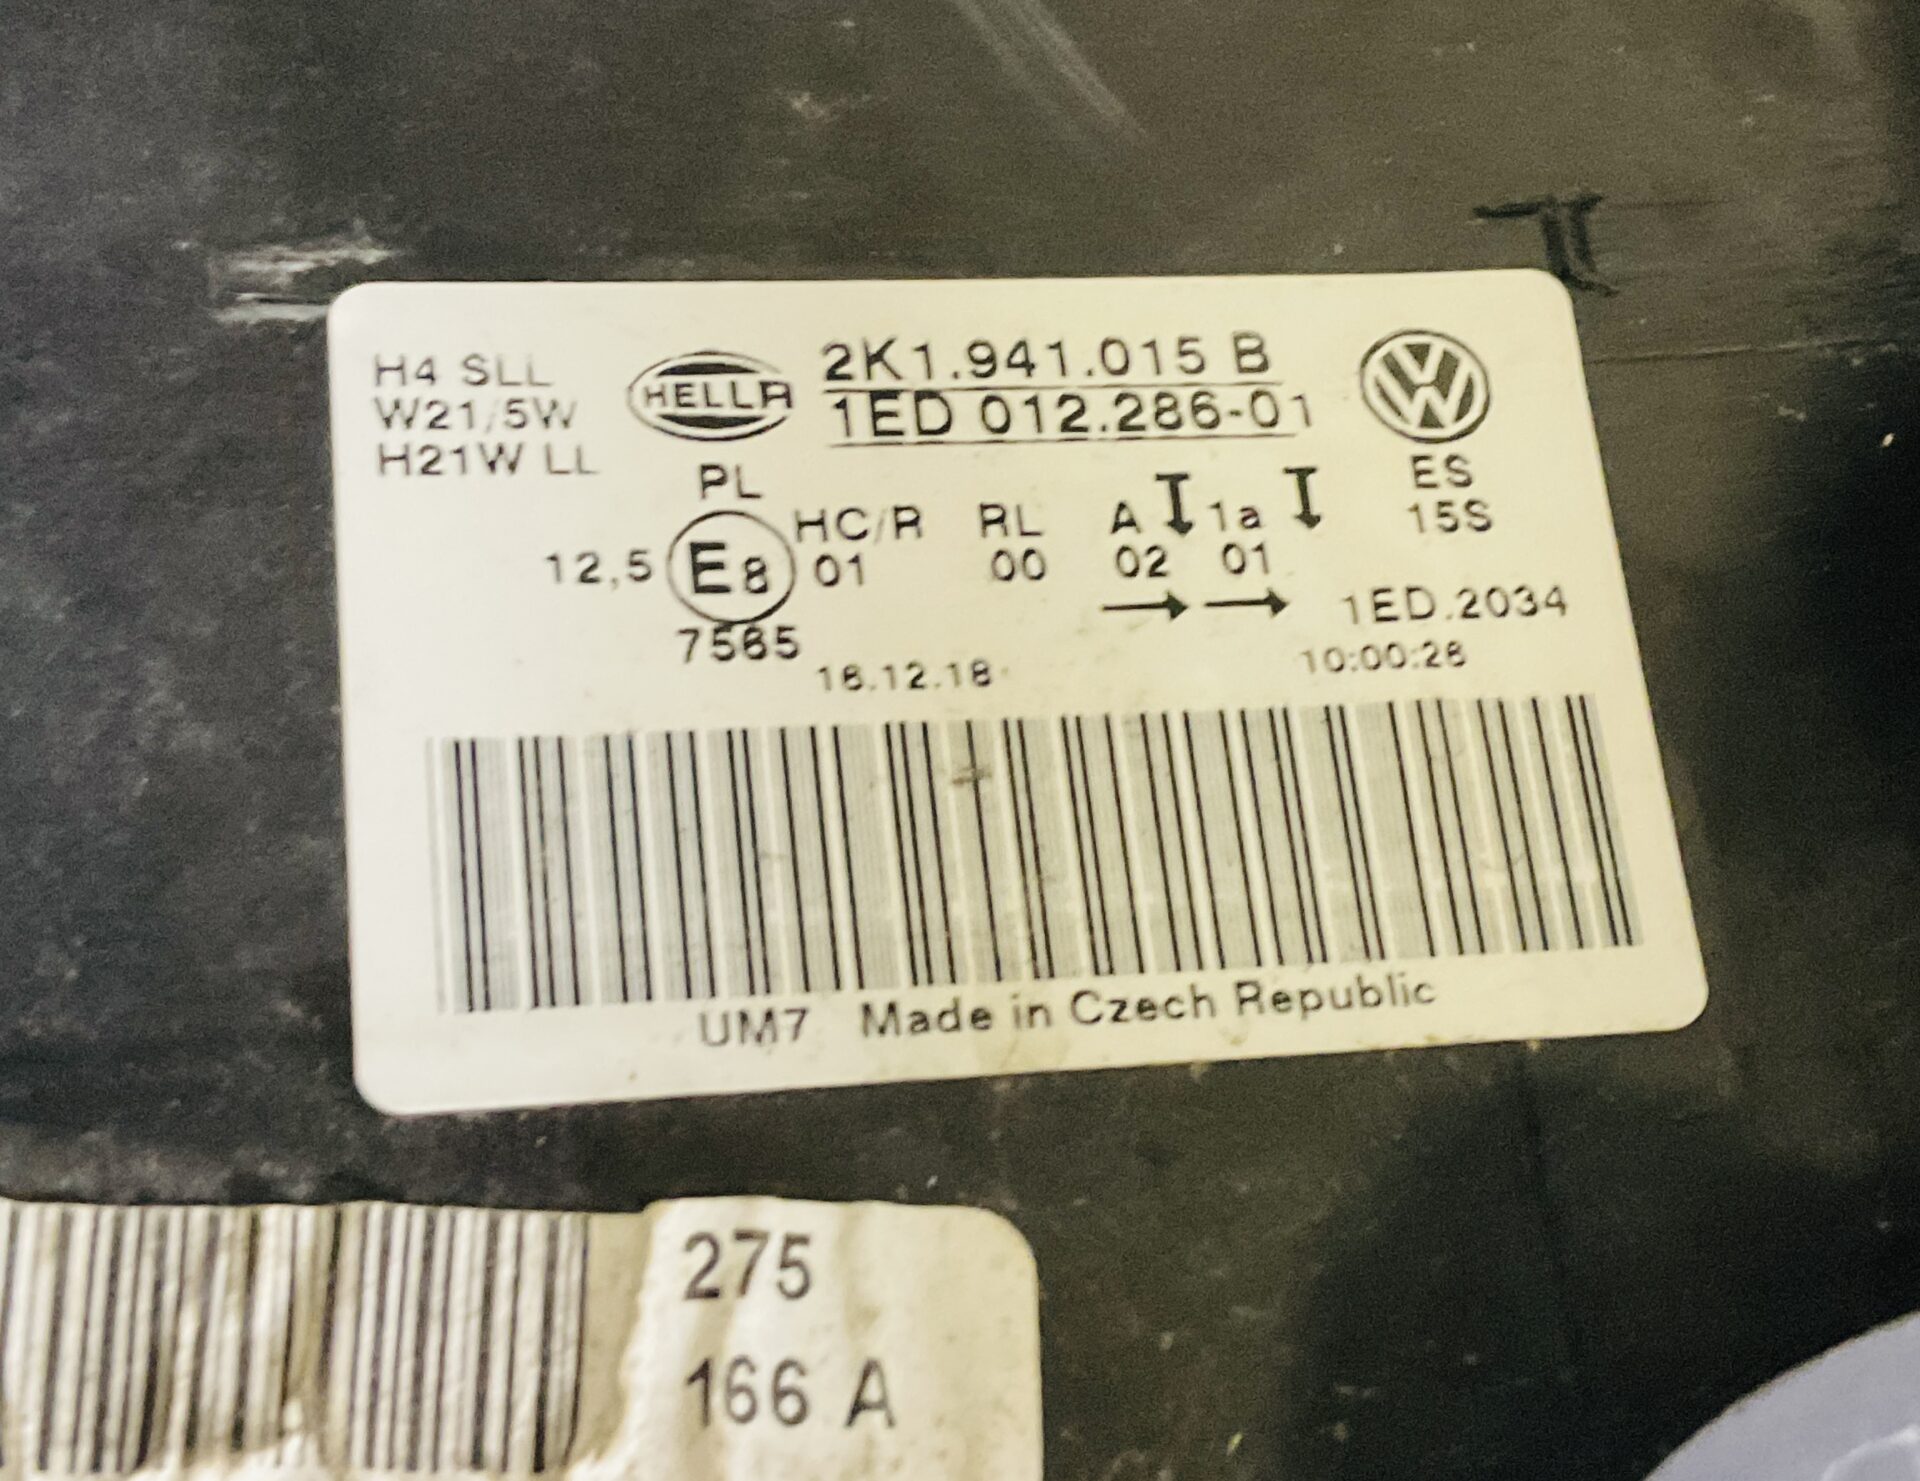 H4 SLL
W21/5W
H21W LL
HELLA
2K1.941.015 B
1ED 012.286-01
PL
HC/R RL A 1a
12,5 E8 01 00 02 01
7565
ES
15S
→ → 1ED.2034
18.12.18 10:00:28
UM7 Made in Czech Republic
275
166 A